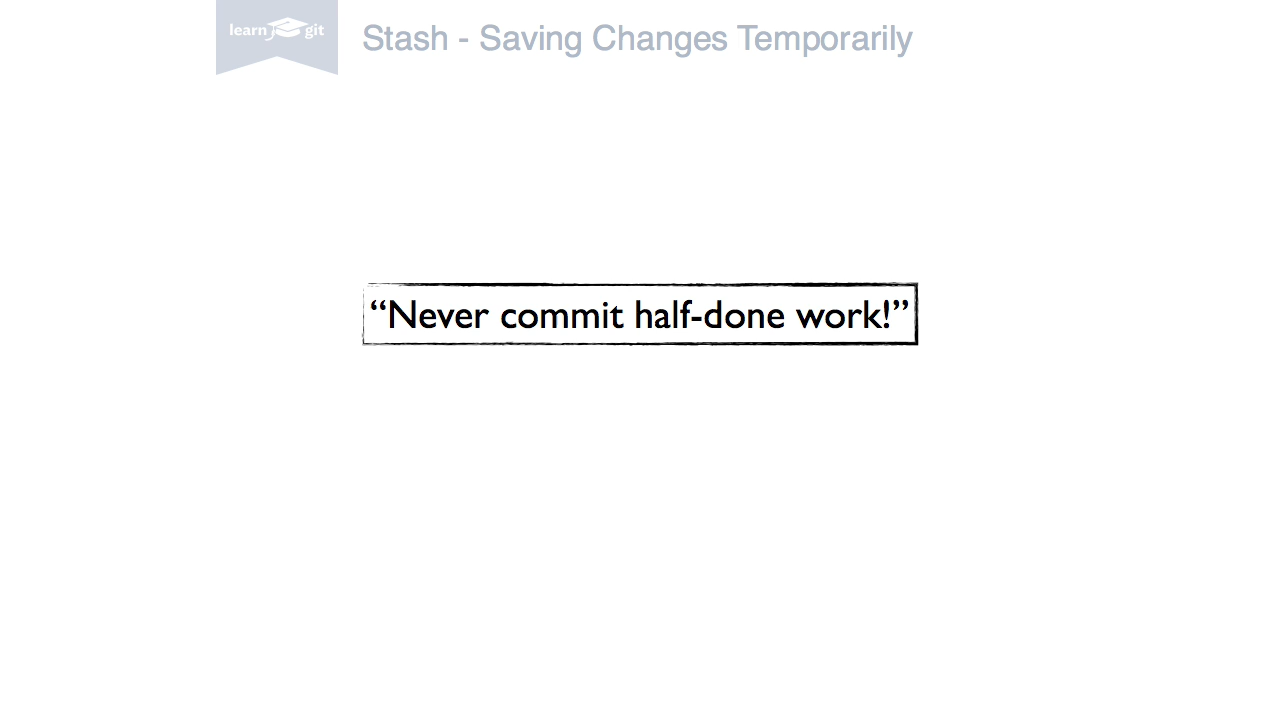 learn git
Stash - Saving Changes Temporarily
“Never commit half-done work!”